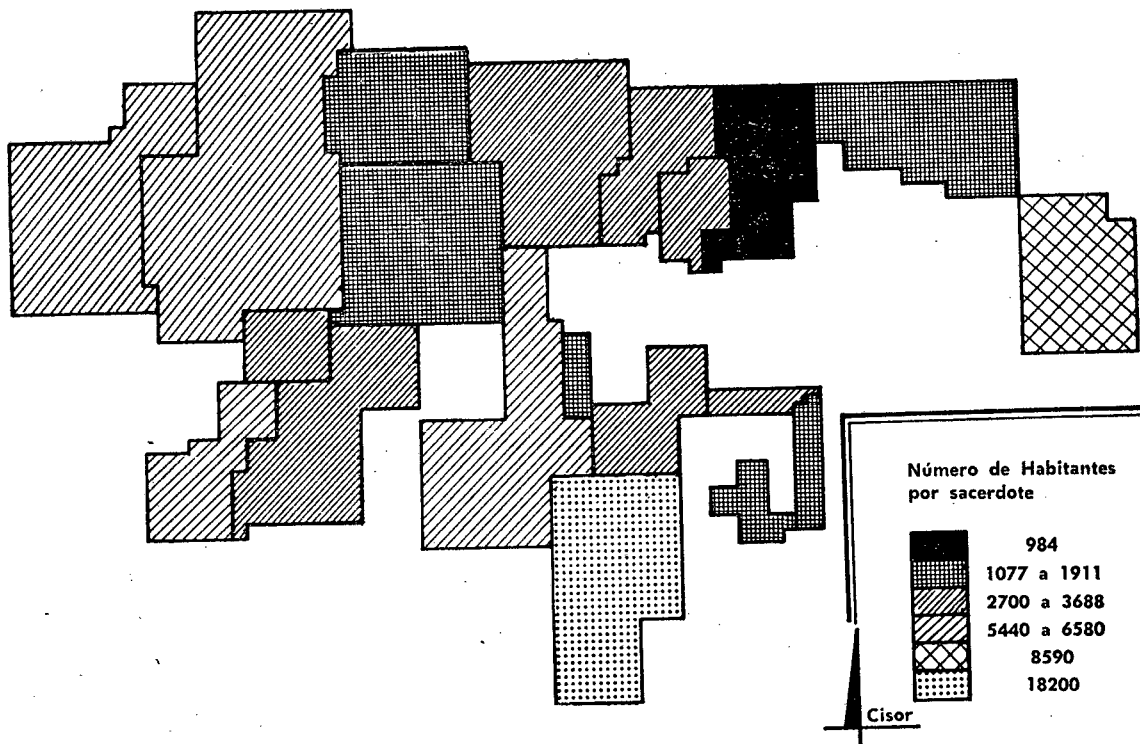 Número de Habitantes
por sacerdote
984
1077 a 1911
2700 a 3688
5440 a 6580
8590
18200
Cisor